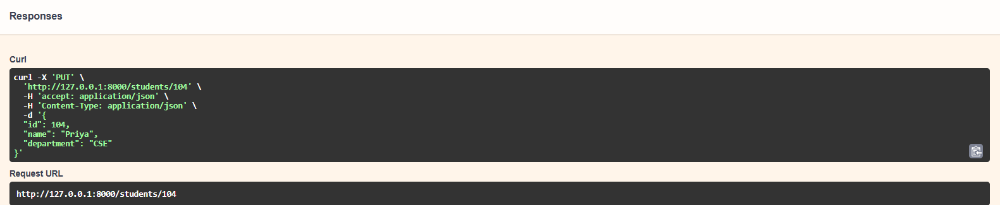 Responses
Curl
curl -X 'PUT' \
  'http://127.0.0.1:8000/students/104' \
  -H 'accept: application/json' \
  -H 'Content-Type: application/json' \
  -d '{
  "id": 104,
  "name": "Priya",
  "department": "CSE"
}'
Request URL
http://127.0.0.1:8000/students/104